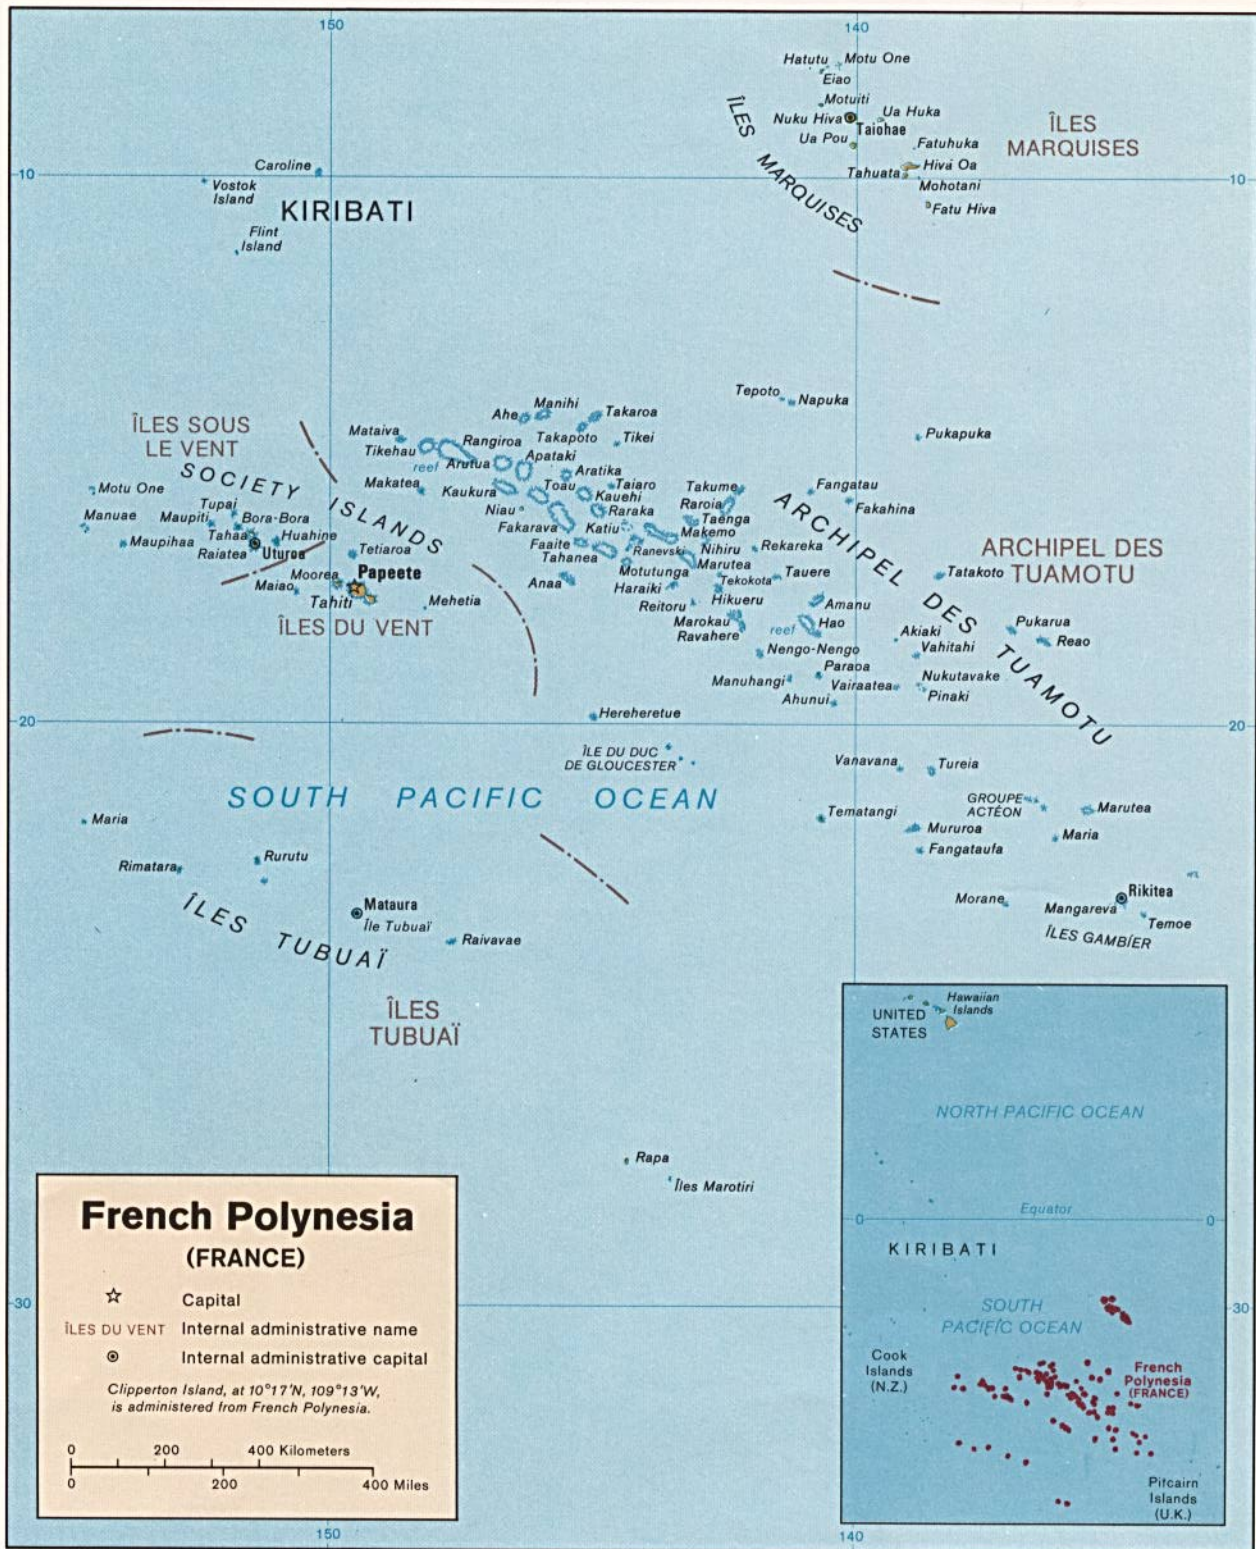 150
140
Hatutu
Motu One
Eiao
Motuiti
Nuku Hiva
Ua Huka
Taiohae
Ua Pou
Fatuhuka
Hiva Oa
Tahuata
Mohotani
Fatu Hiva
ÎLES MARQUISES
ÎLES
MARQUISES
10
10
Caroline
Vostok
Island
KIRIBATI
Flint
Island
Tepoto
Napuka
Pukapuka
ÎLES SOUS
LE VENT
SOCIETY ISLANDS
Motu One
Manuae
Tupai
Maupiti
Bora-Bora
Tahaa
Huahine
Maupihaa
Raiatea
Uturoa
Tetiaroa
Moorea
Papeete
Maiao
Tahiti
Mehetia
ÎLES DU VENT
Mataiva
Tikehau
Rangiroa
reef
Arutua
Makatea
Kaukura
Niau
Ahe
Manihi
Takaroa
Takapoto
Tikei
Apataki
Aratika
Toau
Taiaro
Kauehi
Raraka
Fakarava
Katiu
Faaite
Tahanea
Anaa
Takume
Raroia
Taenga
Makemo
Ranevski
Nihiru
Marutea
Motutunga
Tekokota
Haraiki
Hikueru
Reitoru
Marokau
Ravahere
Rekareka
Tauere
Fangatau
Fakahina
ARCHIPEL DES TUAMOTU
ARCHIPEL DES
TUAMOTU
Tatakoto
Amanu
Hao
reef
Akiaki
Vahitahi
Pukarua
Reao
Nengo-Nengo
Paraoa
Manuhangi
Vairaatea
Nukutavake
Pinaki
Ahunui
Hereheretue
20
20
ÎLE DU DUC
DE GLOUCESTER
Vanavana
Tureia
SOUTH PACIFIC OCEAN
GROUPE
ACTÉON
Marutea
Tematangi
Mururoa
Maria
Fangataufa
Maria
Rimatara
Rurutu
Mataura
Île Tubuaï
Raivavae
ÎLES TUBUAÏ
ÎLES
TUBUAÏ
Morane
Rikitea
Mangareva
Temoe
ÎLES GAMBIER
Rapa
Îles Marotiri
30
30
French Polynesia
(FRANCE)
Capital
ÎLES DU VENT Internal administrative name
Internal administrative capital
Clipperton Island, at 10°17'N, 109°13'W,
is administered from French Polynesia.
0 200 400 Kilometers
0 200 400 Miles
Hawaiian
Islands
UNITED
STATES
NORTH PACIFIC OCEAN
Equator
0
0
KIRIBATI
SOUTH
PACIFIC OCEAN
Cook
Islands
(N.Z.)
French
Polynesia
(FRANCE)
Pitcairn
Islands
(U.K.)
150
140